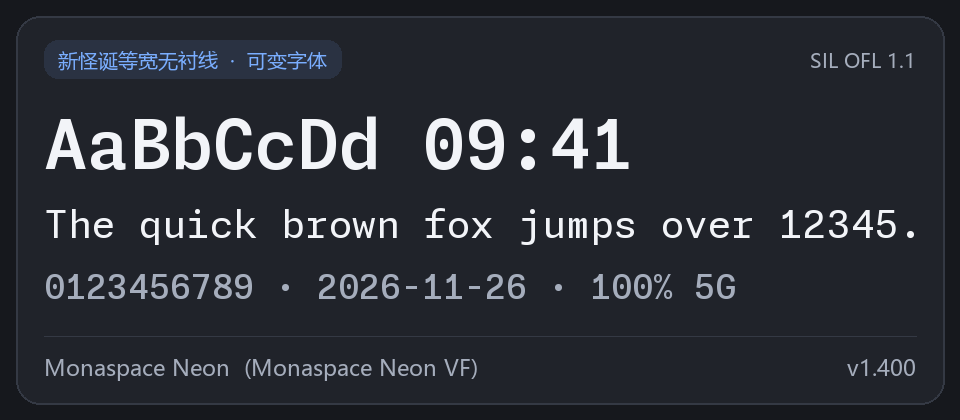 新怪诞等宽无衬线 · 可变字体
SIL OFL 1.1
AaBbCcDd 09:41
The quick brown fox jumps over 12345.
0123456789 · 2026-11-26 · 100% 5G
Monaspace Neon (Monaspace Neon VF)
v1.400